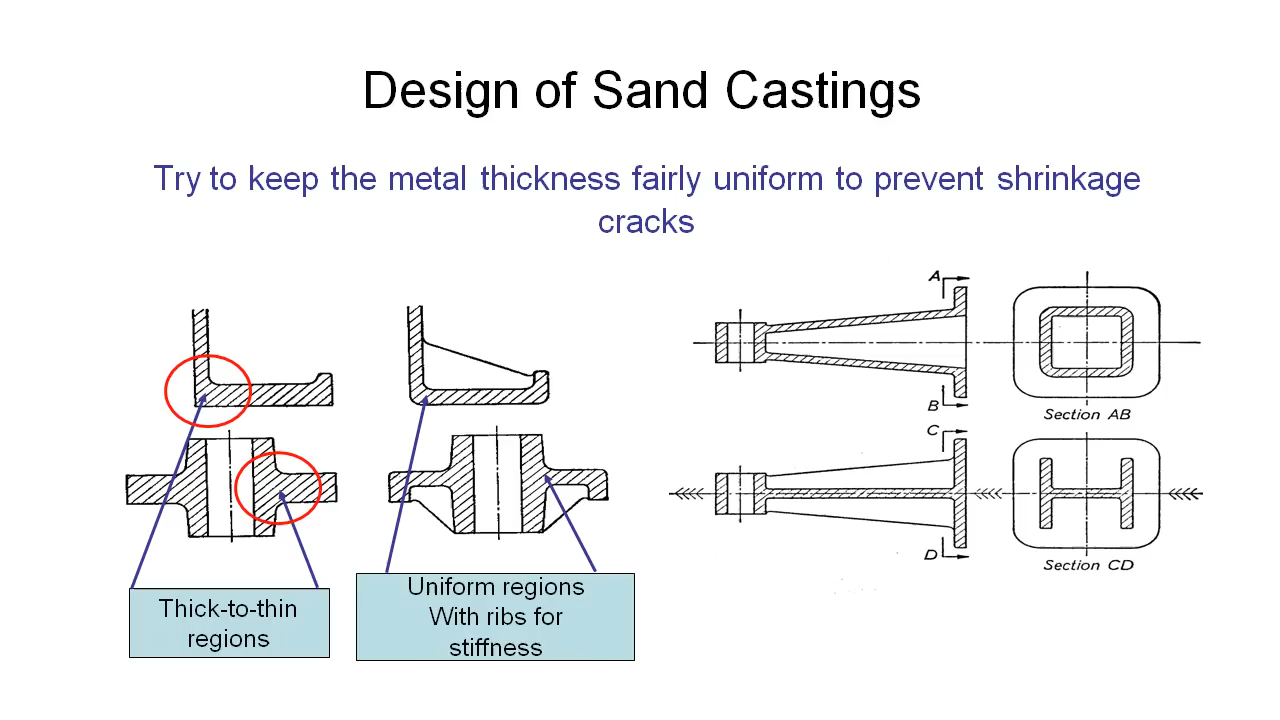 Design of Sand Castings
Try to keep the metal thickness fairly uniform to prevent shrinkage
cracks
A
B
Section AB
C
D
Section CD
Thick-to-thin
regions
Uniform regions
With ribs for
stiffness